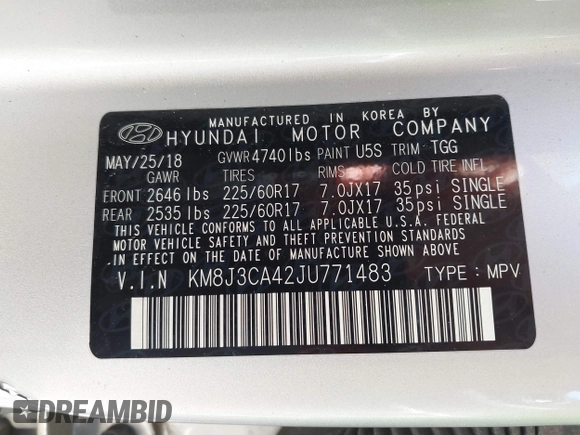 MANUFACTURED IN KOREA BY
HYUNDAI MOTOR COMPANY
MAY/25/18 GVWR 4740lbs PAINT U5S TRIM TGG
GAWR TIRES RIMS COLD TIRE INFL.
FRONT 2646 lbs 225/60R17 7.0JX17 35psi SINGLE
REAR 2535 lbs 225/60R17 7.0JX17 35psi SINGLE
THIS VEHICLE CONFORMS TO ALL APPLICABLE U.S.A. FEDERAL
MOTOR VEHICLE SAFETY, BUMPER, AND THEFT PREVENTION STANDARDS
IN EFFECT ON THE DATE OF MANUFACTURE SHOWN ABOVE.
V.I.N KM8J3CA42JU771483 TYPE : MPV
DREAMBID